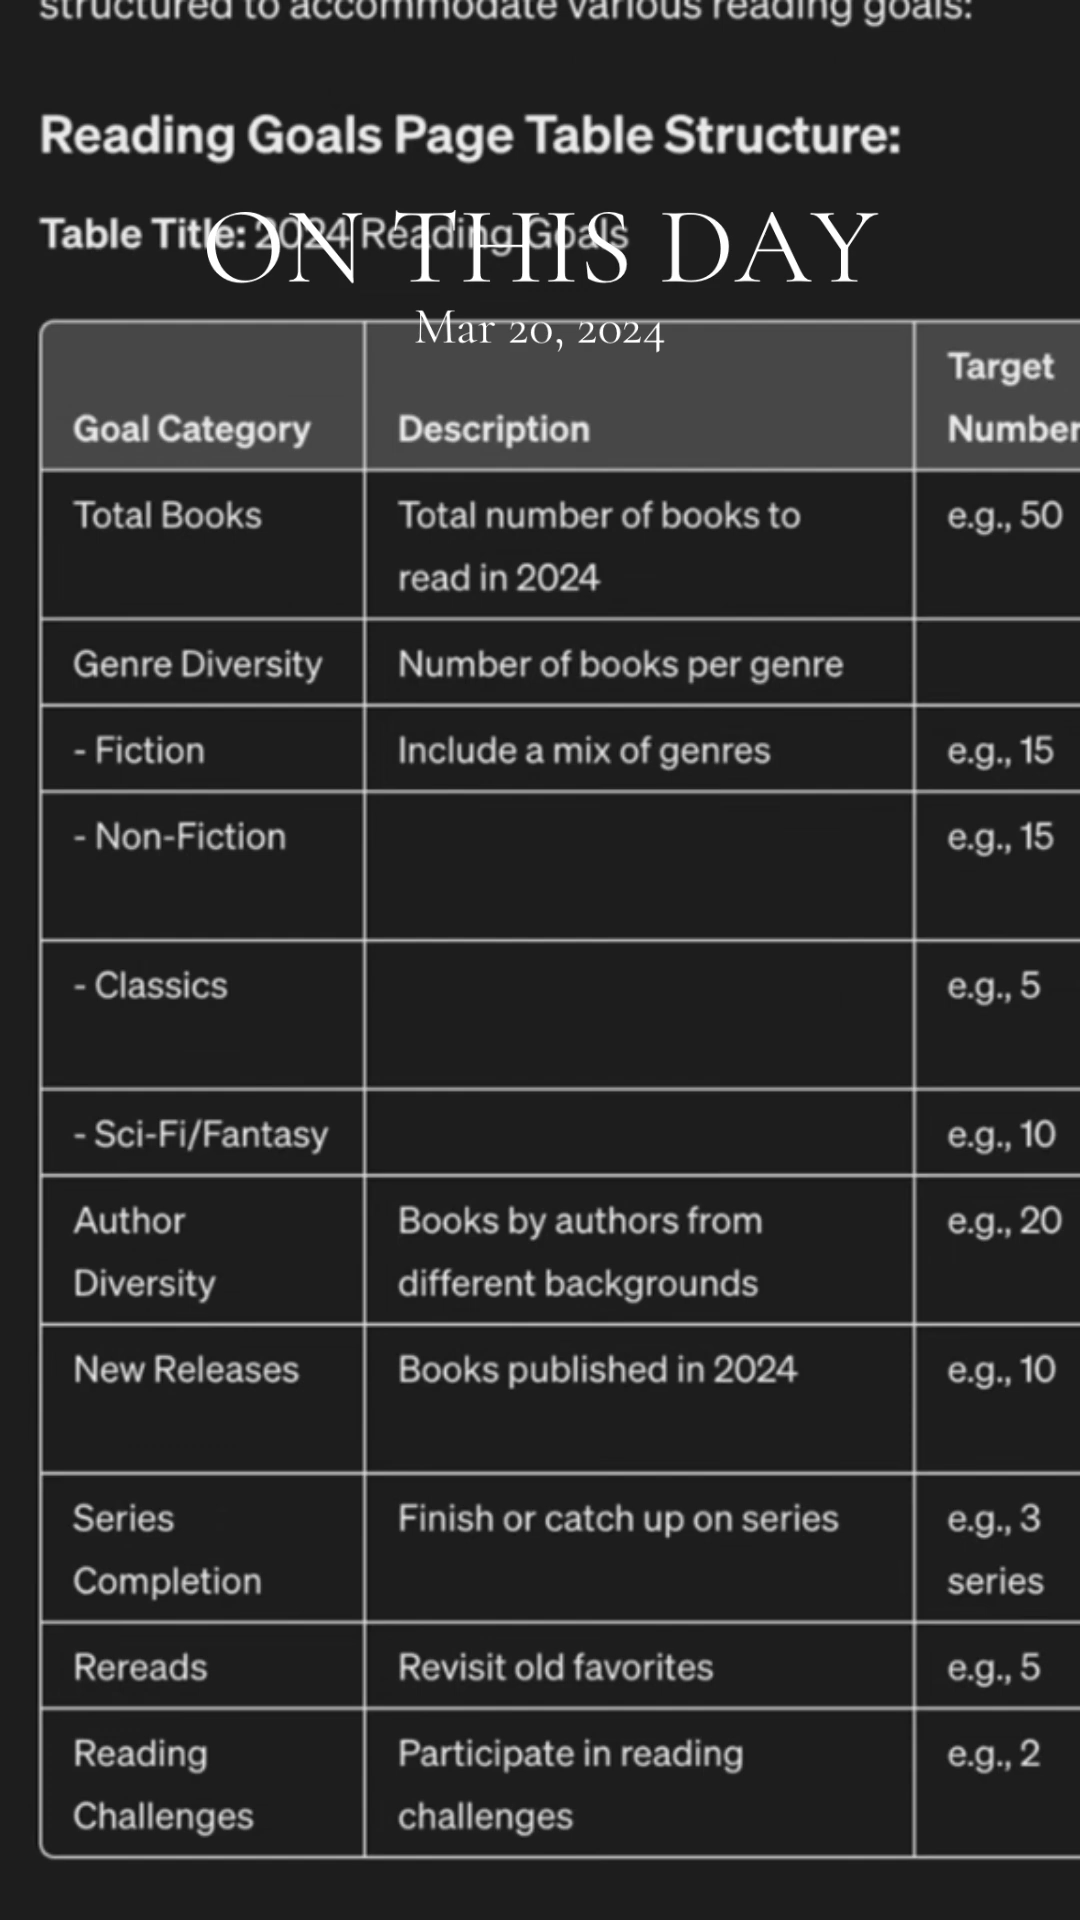 structured to accommodate various reading goals:
Reading Goals Page Table Structure:
Table Title: 2024 Reading Goals
ON THIS DAY
Mar 20, 2024
Goal Category Description Target Number
Total Books Total number of books to e.g., 50
read in 2024
Genre Diversity Number of books per genre
- Fiction Include a mix of genres e.g., 15
- Non-Fiction e.g., 15
- Classics e.g., 5
- Sci-Fi/Fantasy e.g., 10
Author Books by authors from e.g., 20
Diversity different backgrounds
New Releases Books published in 2024 e.g., 10
Series Finish or catch up on series e.g., 3
Completion series
Rereads Revisit old favorites e.g., 5
Reading Participate in reading e.g., 2
Challenges challenges